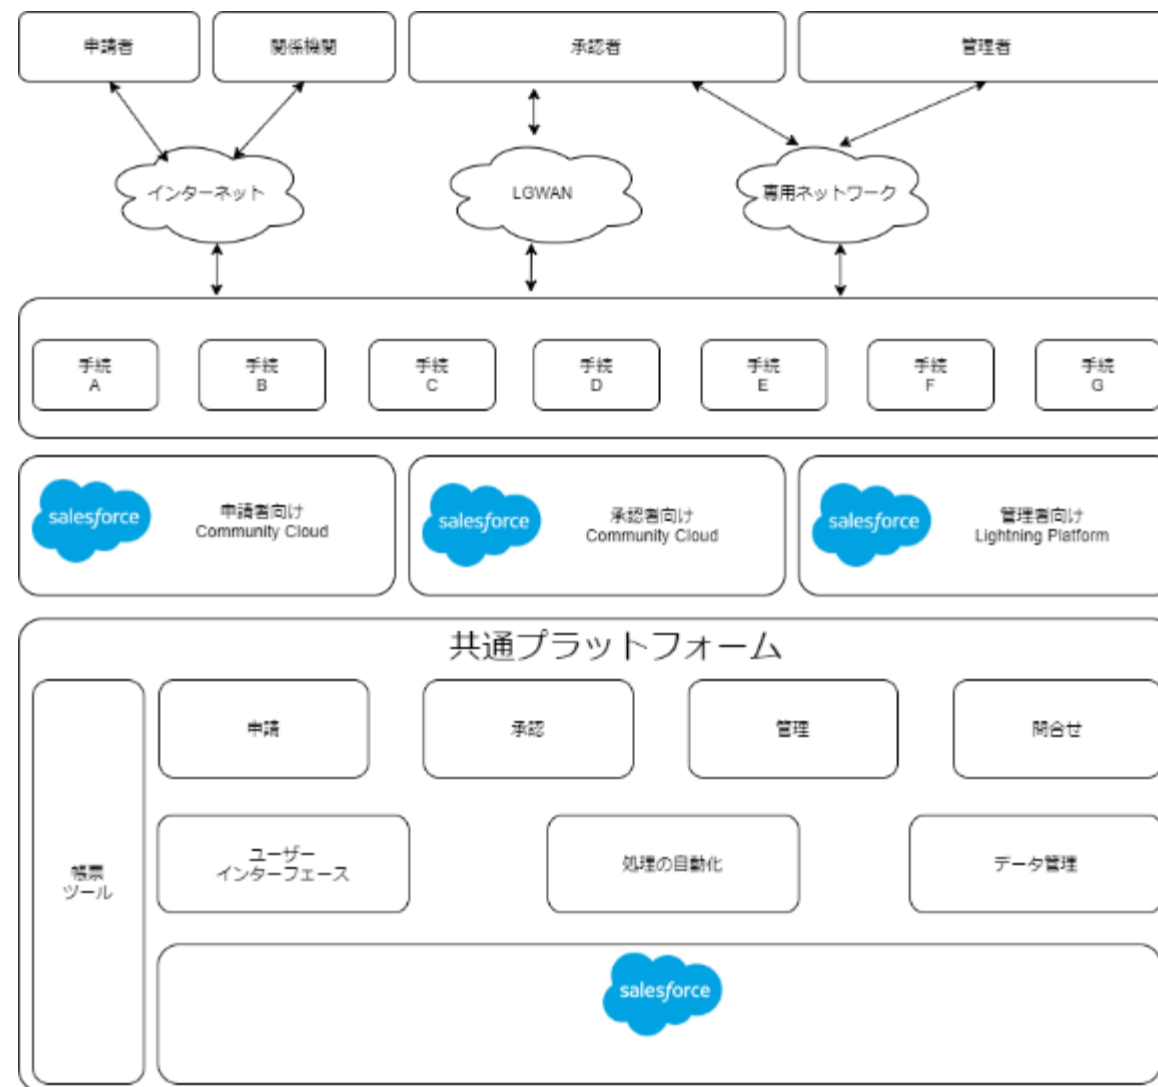 申請者
関係機関
承認者
管理者
インターネット
LGWAN
専用ネットワーク
手続
A
手続
B
手続
C
手続
D
手続
E
手続
F
手続
G
salesforce
申請者向け
Community Cloud
salesforce
承認者向け
Community Cloud
salesforce
管理者向け
Lightning Platform
共通プラットフォーム
帳票
ツール
申請
承認
管理
問合せ
ユーザー
インターフェース
処理の自動化
データ管理
salesforce